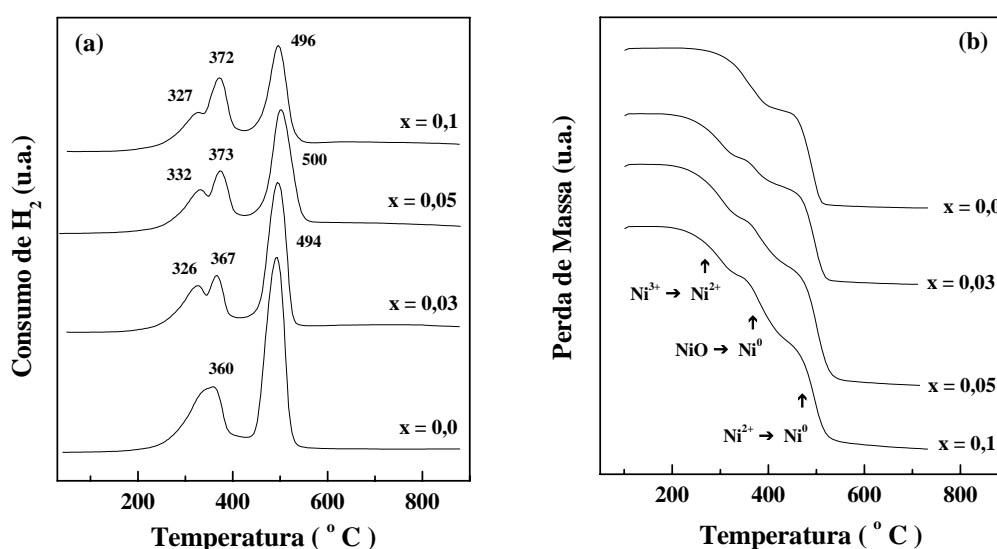 (a)
496
372
327
x = 0,1
373
500
332
x = 0,05
494
367
326
x = 0,03
360
x = 0,0
Consumo de H2 (u.a.)
200 400 600 800
Temperatura ( °C )
(b)
x = 0,0
x = 0,03
Ni3+ → Ni2+
NiO → Ni0
x = 0,05
Ni2+ → Ni0
x = 0,1
Perda de Massa (u.a.)
200 400 600 800
Temperatura ( °C )